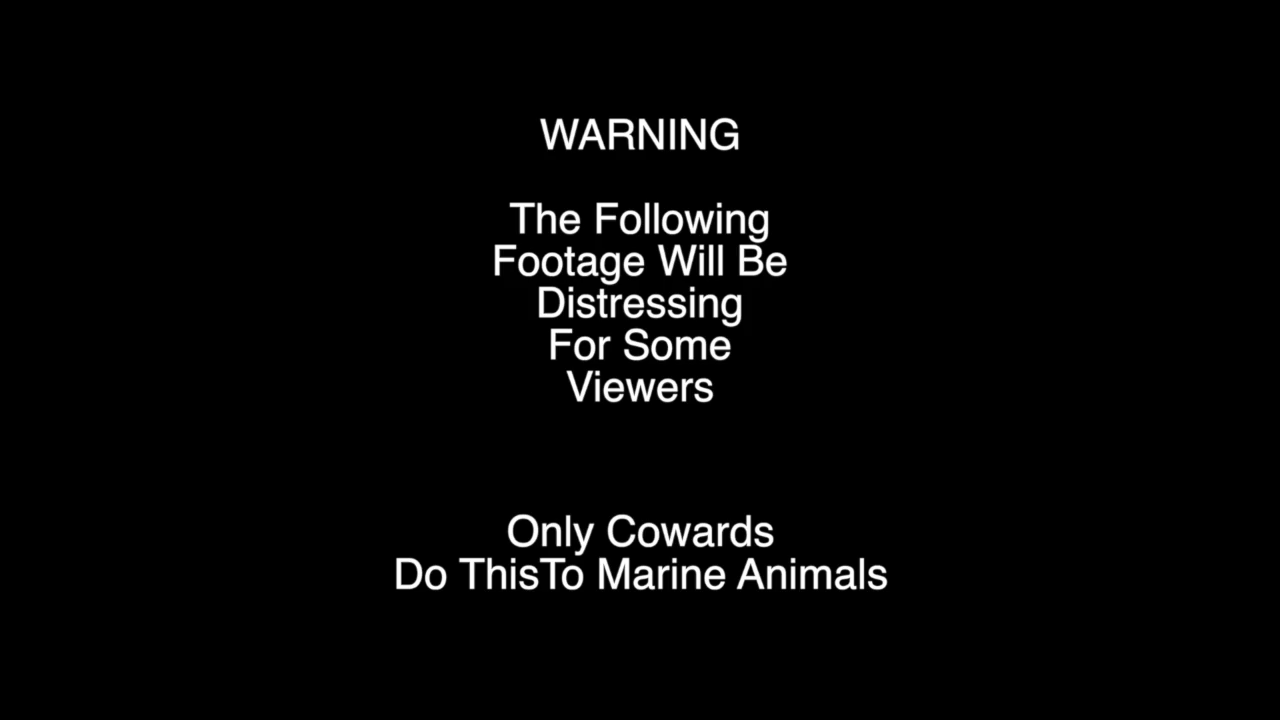 WARNING
The Following
Footage Will Be
Distressing
For Some
Viewers
Only Cowards
Do ThisTo Marine Animals